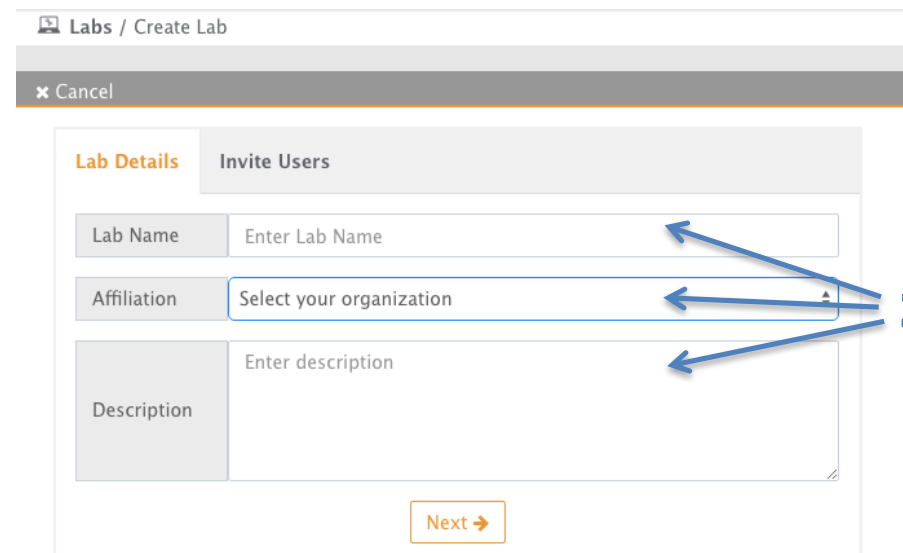 Labs / Create Lab
Cancel
Lab Details Invite Users
Lab Name Enter Lab Name
Affiliation Select your organization
Description Enter description
Next